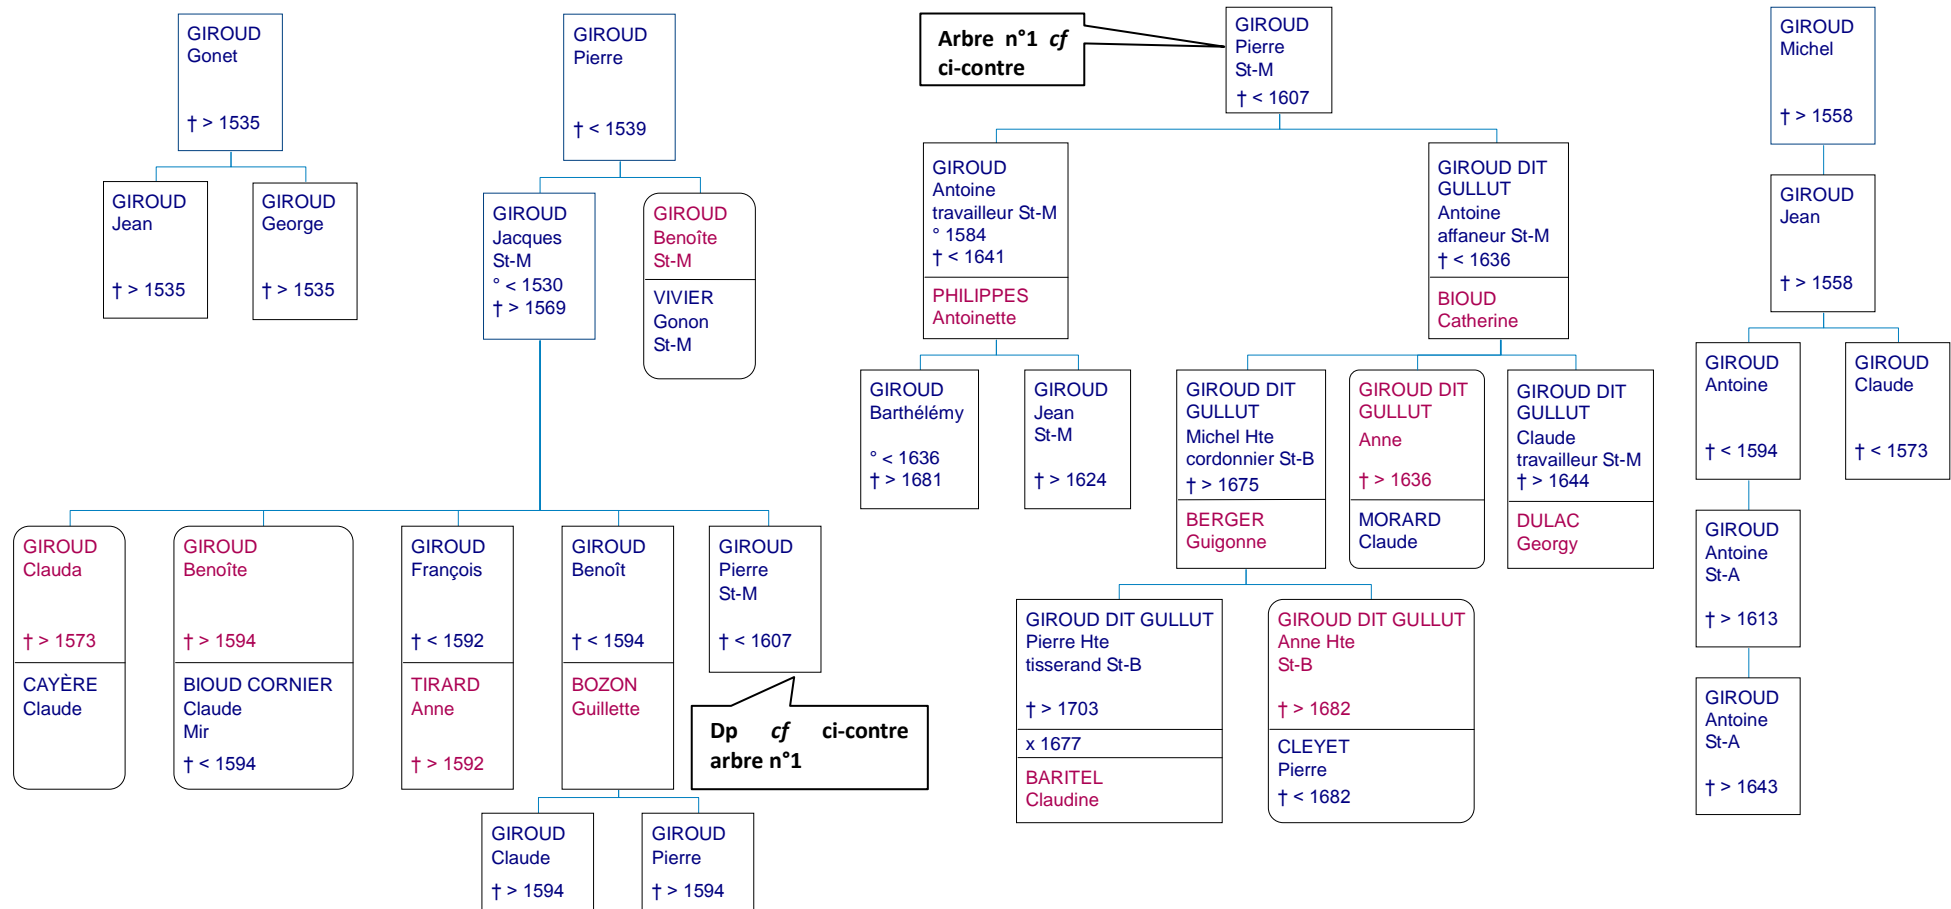 GIROUD
Gonet
† > 1535
GIROUD
Jean
† > 1535
GIROUD
George
† > 1535
GIROUD
Pierre
† < 1539
GIROUD
Jacques
St-M
° < 1530
† > 1569
GIROUD
Benoîte
St-M
VIVIER
Gonon
St-M
GIROUD
Clauda
† > 1573
CAYÈRE
Claude
GIROUD
Benoîte
† > 1594
BIOUD CORNIER
Claude
Mir
† < 1594
GIROUD
François
† < 1592
TIRARD
Anne
† > 1592
GIROUD
Benoît
† < 1594
BOZON
Guillette
GIROUD
Pierre
St-M
† < 1607
Dp cf ci-contre
arbre n°1
GIROUD
Claude
† > 1594
GIROUD
Pierre
† > 1594
Arbre n°1 cf
ci-contre
GIROUD
Pierre
St-M
† < 1607
GIROUD
Antoine
travailleur St-M
° 1584
† < 1641
PHILIPPES
Antoinette
GIROUD DIT
GULLUT
Antoine
affaneur St-M
† < 1636
BIOUD
Catherine
GIROUD
Barthélémy
° < 1636
† > 1681
GIROUD
Jean
St-M
† > 1624
GIROUD DIT
GULLUT
Michel Hte
cordonnier St-B
† > 1675
BERGER
Guigonne
GIROUD DIT
GULLUT
Anne
† > 1636
MORARD
Claude
GIROUD DIT
GULLUT
Claude
travailleur St-M
† > 1644
DULAC
Georgy
GIROUD DIT GULLUT
Pierre Hte
tisserand St-B
† > 1703
x 1677
BARITEL
Claudine
GIROUD DIT GULLUT
Anne Hte
St-B
† > 1682
CLEYET
Pierre
† < 1682
GIROUD
Michel
† > 1558
GIROUD
Jean
† > 1558
GIROUD
Antoine
† < 1594
GIROUD
Claude
† < 1573
GIROUD
Antoine
St-A
† > 1613
GIROUD
Antoine
St-A
† > 1643